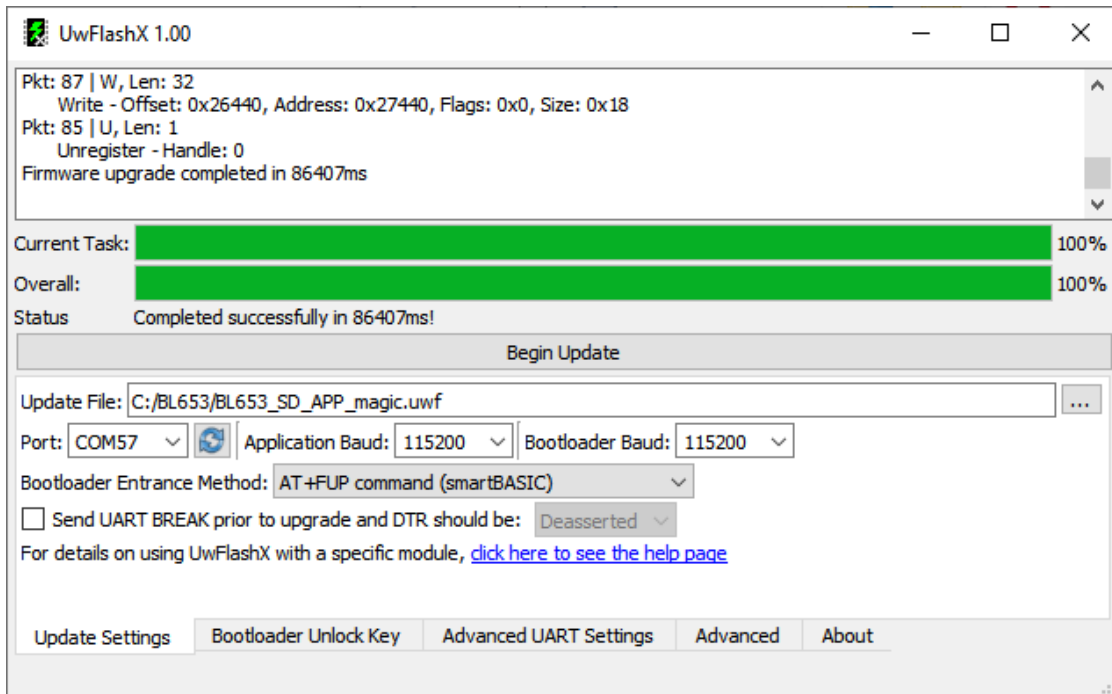 UwFlashX 1.00
Pkt: 87 | W, Len: 32
Write - Offset: 0x26440, Address: 0x27440, Flags: 0x0, Size: 0x18
Pkt: 85 | U, Len: 1
Unregister - Handle: 0
Firmware upgrade completed in 86407ms
Current Task: 100%
Overall: 100%
Status Completed successfully in 86407ms!
Begin Update
Update File: C:/BL653/BL653_SD_APP_magic.uwf ...
Port: COM57 Application Baud: 115200 Bootloader Baud: 115200
Bootloader Entrance Method: AT+FUP command (smartBASIC)
Send UART BREAK prior to upgrade and DTR should be: Deasserted
For details on using UwFlashX with a specific module, click here to see the help page
Update Settings Bootloader Unlock Key Advanced UART Settings Advanced About